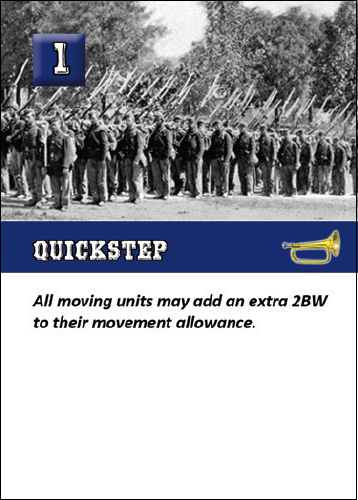 1
QUICKSTEP
All moving units may add an extra 2BW
to their movement allowance.